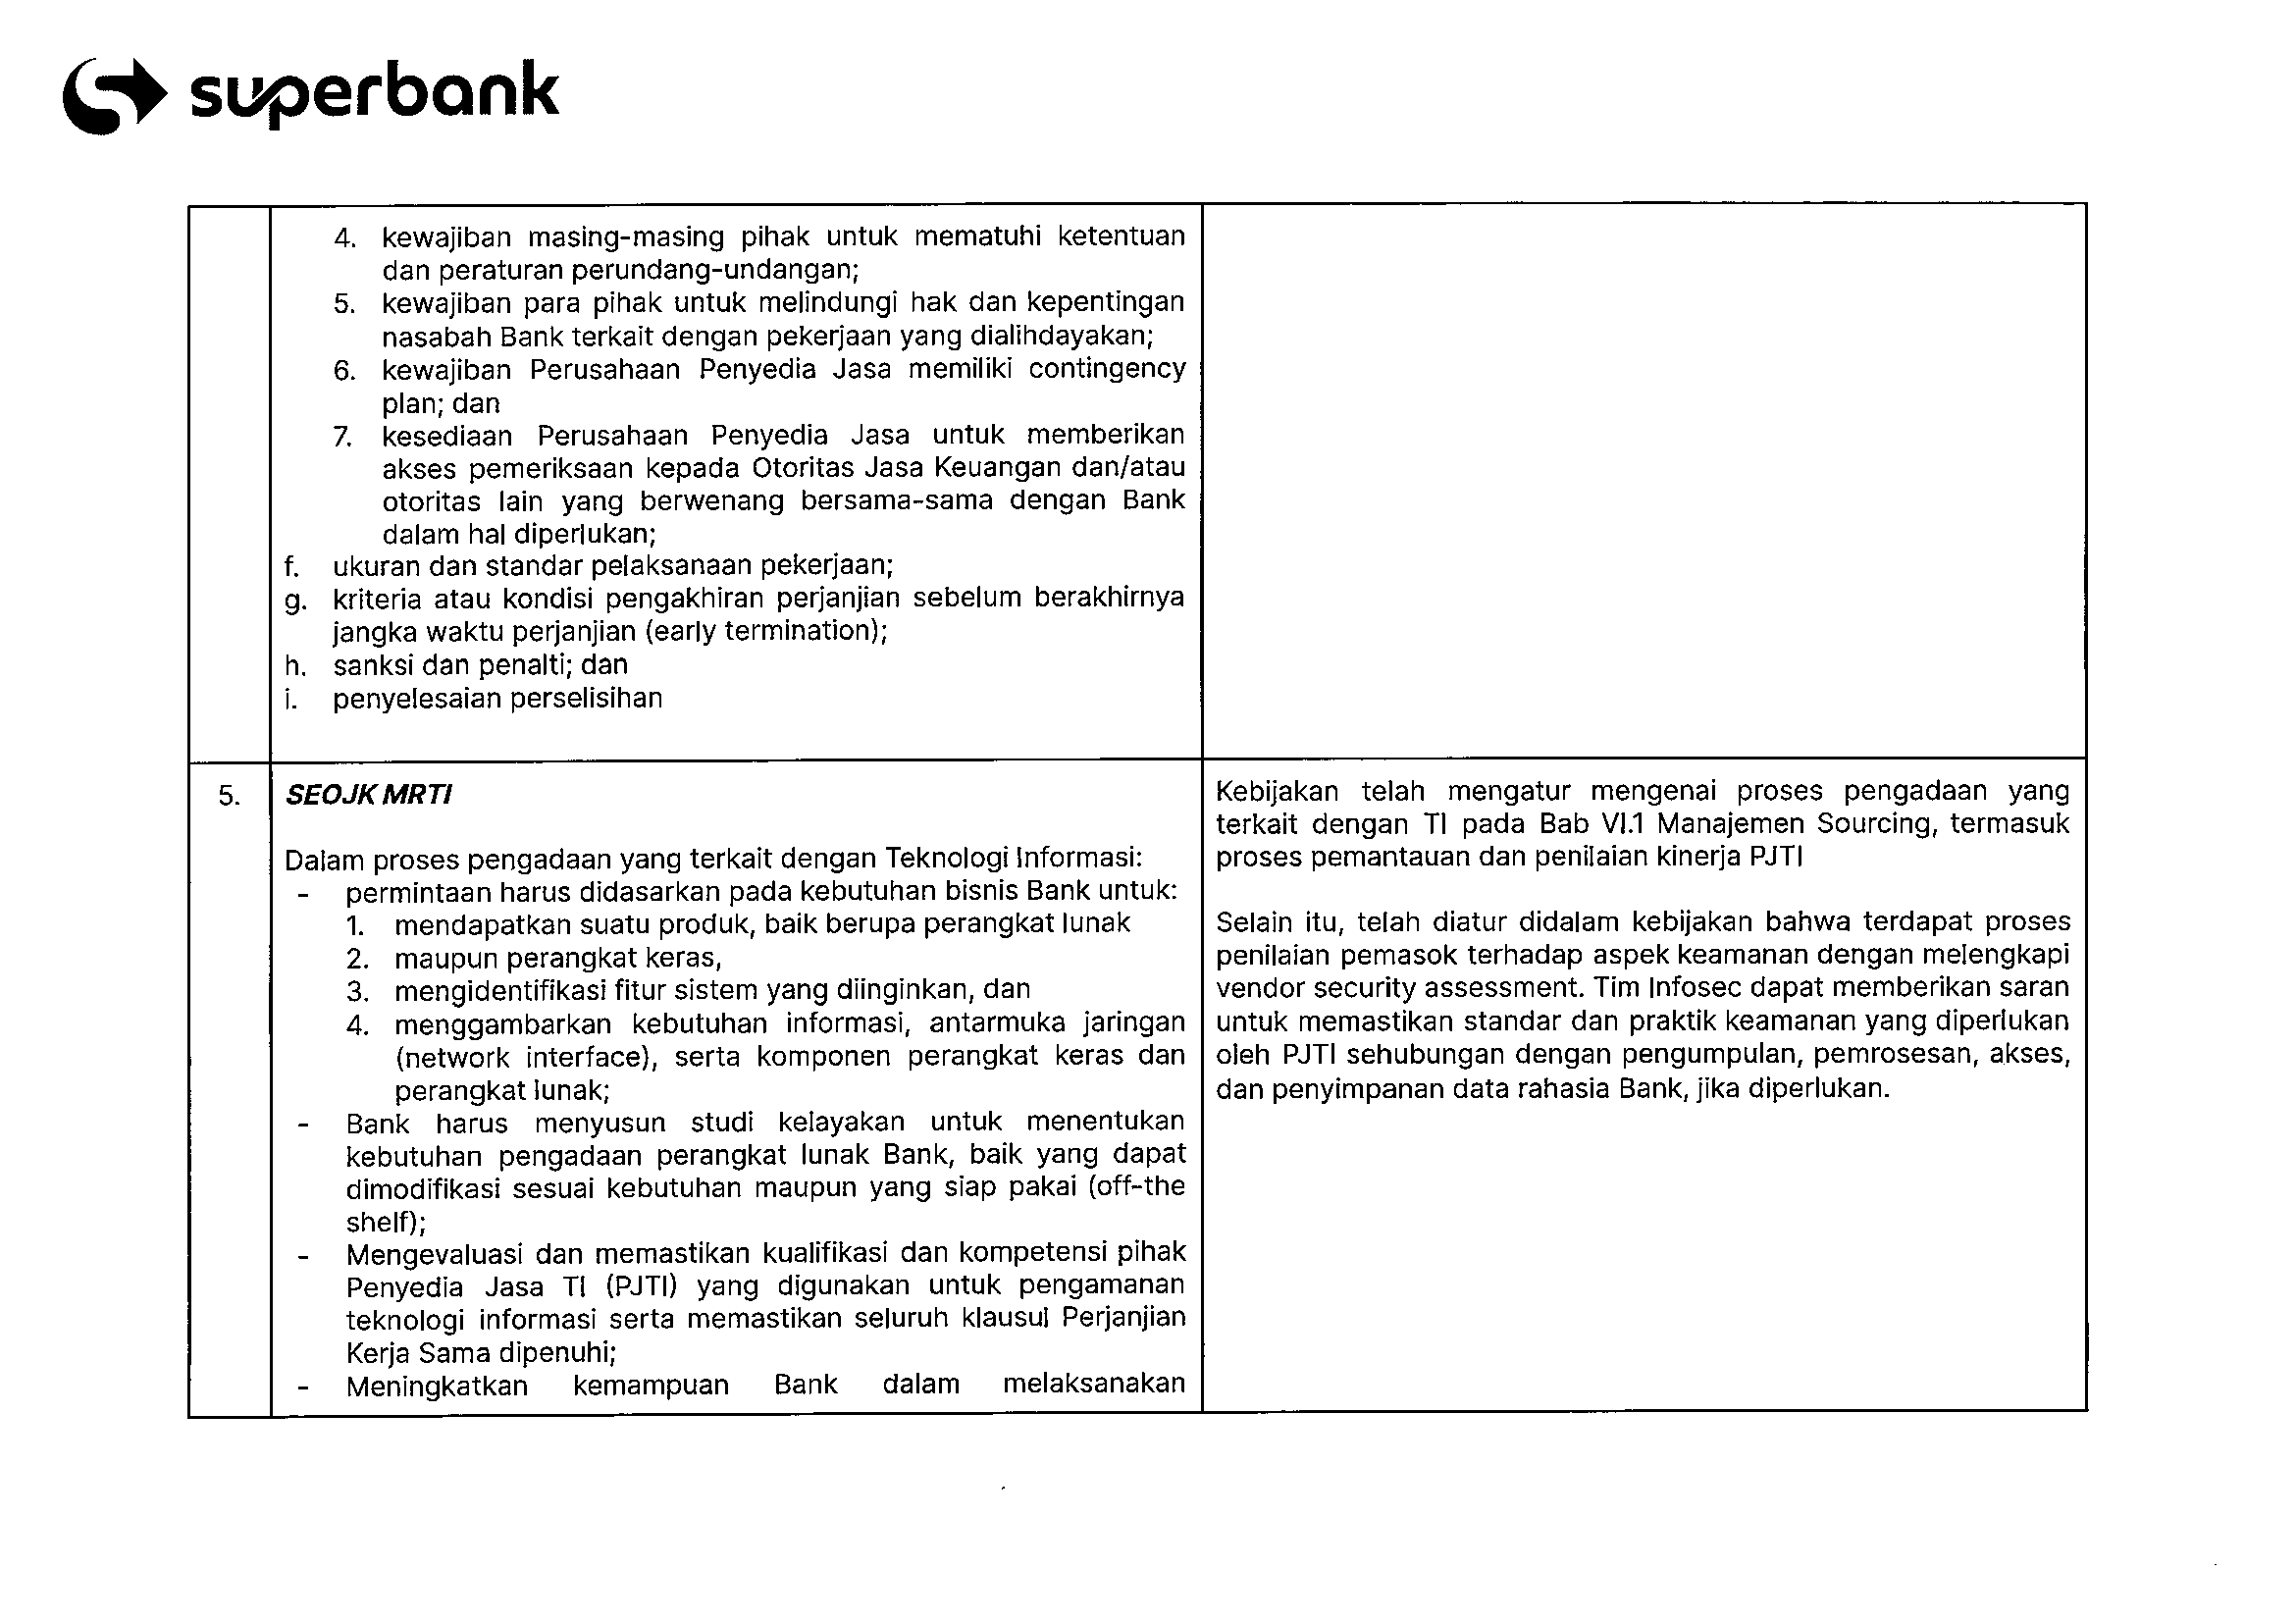 superbank
4. kewajiban masing-masing pihak untuk mematuhi ketentuan
dan peraturan perundang-undangan;
5. kewajiban para pihak untuk melindungi hak dan kepentingan
nasabah Bank terkait dengan pekerjaan yang dialihdayakan;
6. kewajiban Perusahaan Penyedia Jasa memiliki contingency
plan; dan
7. kesediaan Perusahaan Penyedia Jasa untuk memberikan
akses pemeriksaan kepada Otoritas Jasa Keuangan dan/atau
otoritas lain yang berwenang bersama-sama dengan Bank
dalam hal diperlukan;
f. ukuran dan standar pelaksanaan pekerjaan;
g. kriteria atau kondisi pengakhiran perjanjian sebelum berakhirnya
jangka waktu perjanjian (early termination);
h. sanksi dan penalti; dan
i. penyelesaian perselisihan
5.
SEOJK MRTI
Dalam proses pengadaan yang terkait dengan Teknologi Informasi:
- permintaan harus didasarkan pada kebutuhan bisnis Bank untuk:
1. mendapatkan suatu produk, baik berupa perangkat lunak
2. maupun perangkat keras,
3. mengidentifikasi fitur sistem yang diinginkan, dan
4. menggambarkan kebutuhan informasi, antarmuka jaringan
(network interface), serta komponen perangkat keras dan
perangkat lunak;
- Bank harus menyusun studi kelayakan untuk menentukan
kebutuhan pengadaan perangkat lunak Bank, baik yang dapat
dimodifikasi sesuai kebutuhan maupun yang siap pakai (off-the
shelf);
- Mengevaluasi dan memastikan kualifikasi dan kompetensi pihak
Penyedia Jasa TI (PJTI) yang digunakan untuk pengamanan
teknologi informasi serta memastikan seluruh klausul Perjanjian
Kerja Sama dipenuhi;
- Meningkatkan kemampuan Bank dalam melaksanakan
Kebijakan telah mengatur mengenai proses pengadaan yang
terkait dengan TI pada Bab VI.1 Manajemen Sourcing, termasuk
proses pemantauan dan penilaian kinerja PJTI
Selain itu, telah diatur didalam kebijakan bahwa terdapat proses
penilaian pemasok terhadap aspek keamanan dengan melengkapi
vendor security assessment. Tim Infosec dapat memberikan saran
untuk memastikan standar dan praktik keamanan yang diperlukan
oleh PJTI sehubungan dengan pengumpulan, pemrosesan, akses,
dan penyimpanan data rahasia Bank, jika diperlukan.